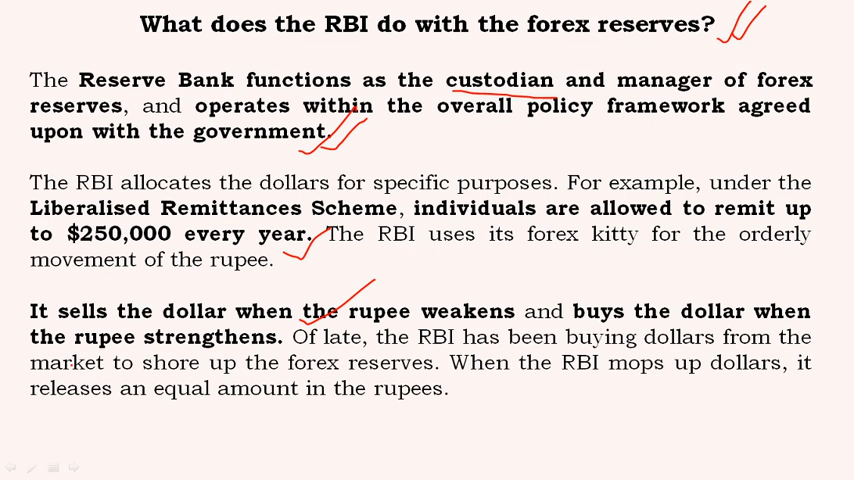 What does the RBI do with the forex reserves?
The Reserve Bank functions as the custodian and manager of forex
reserves, and operates within the overall policy framework agreed
upon with the government.
The RBI allocates the dollars for specific purposes. For example, under the
Liberalised Remittances Scheme, individuals are allowed to remit up
to $250,000 every year. The RBI uses its forex kitty for the orderly
movement of the rupee.
It sells the dollar when the rupee weakens and buys the dollar when
the rupee strengthens. Of late, the RBI has been buying dollars from the
market to shore up the forex reserves. When the RBI mops up dollars, it
releases an equal amount in the rupees.